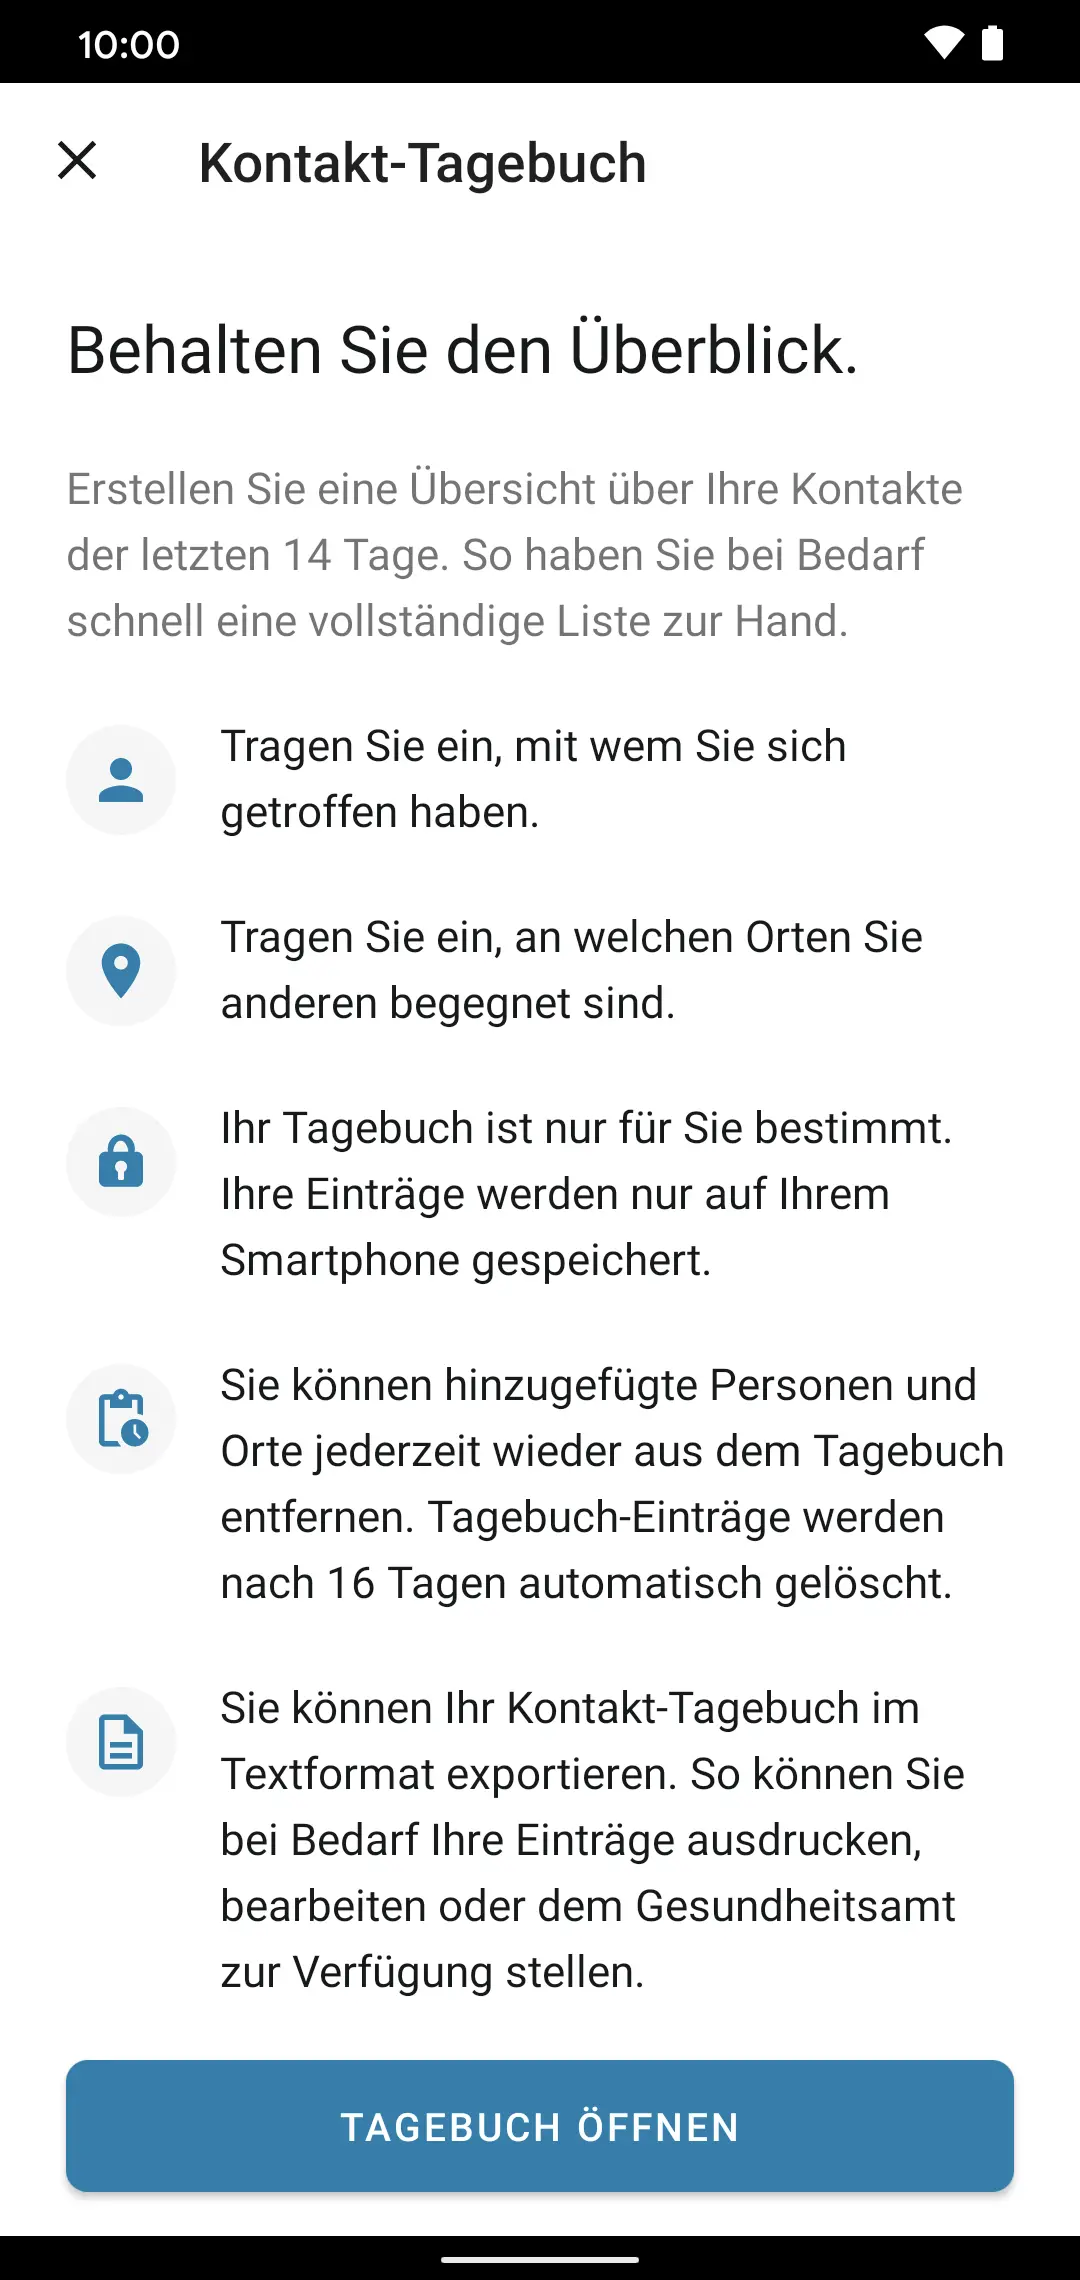 10:00
Kontakt-Tagebuch
Behalten Sie den Überblick.
Erstellen Sie eine Übersicht über Ihre Kontakte
der letzten 14 Tage. So haben Sie bei Bedarf
schnell eine vollständige Liste zur Hand.
Tragen Sie ein, mit wem Sie sich
getroffen haben.
Tragen Sie ein, an welchen Orten Sie
anderen begegnet sind.
Ihr Tagebuch ist nur für Sie bestimmt.
Ihre Einträge werden nur auf Ihrem
Smartphone gespeichert.
Sie können hinzugefügte Personen und
Orte jederzeit wieder aus dem Tagebuch
entfernen. Tagebuch-Einträge werden
nach 16 Tagen automatisch gelöscht.
Sie können Ihr Kontakt-Tagebuch im
Textformat exportieren. So können Sie
bei Bedarf Ihre Einträge ausdrucken,
bearbeiten oder dem Gesundheitsamt
zur Verfügung stellen.
TAGEBUCH ÖFFNEN